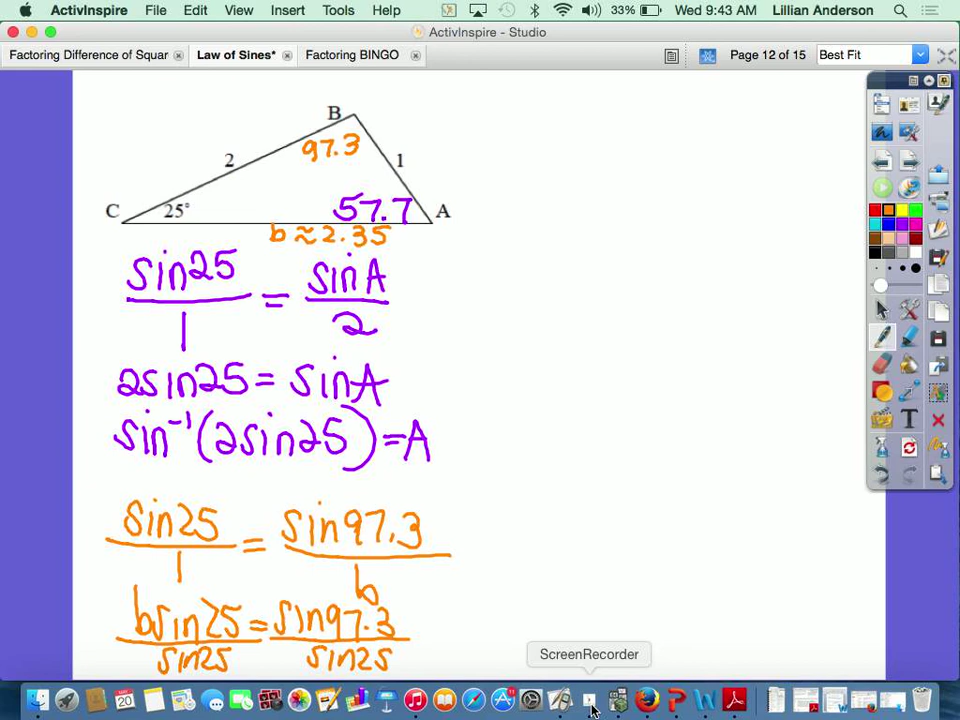 ActivInspire File Edit View Insert Tools Help 33% Wed 9:43 AM Lillian Anderson
ActivInspire - Studio
Factoring Difference of Squar Law of Sines* Factoring BINGO Page 12 of 15 Best Fit
B
97.3
2 1
C 25° 57.7 A
b ≈ 2.35
sin25/1 = sinA/2
2sin25 = sinA
sin⁻¹(2sin25) = A
sin25/1 = sin97.3/b
bsin25/sin25 = sin97.3/sin25
ScreenRecorder